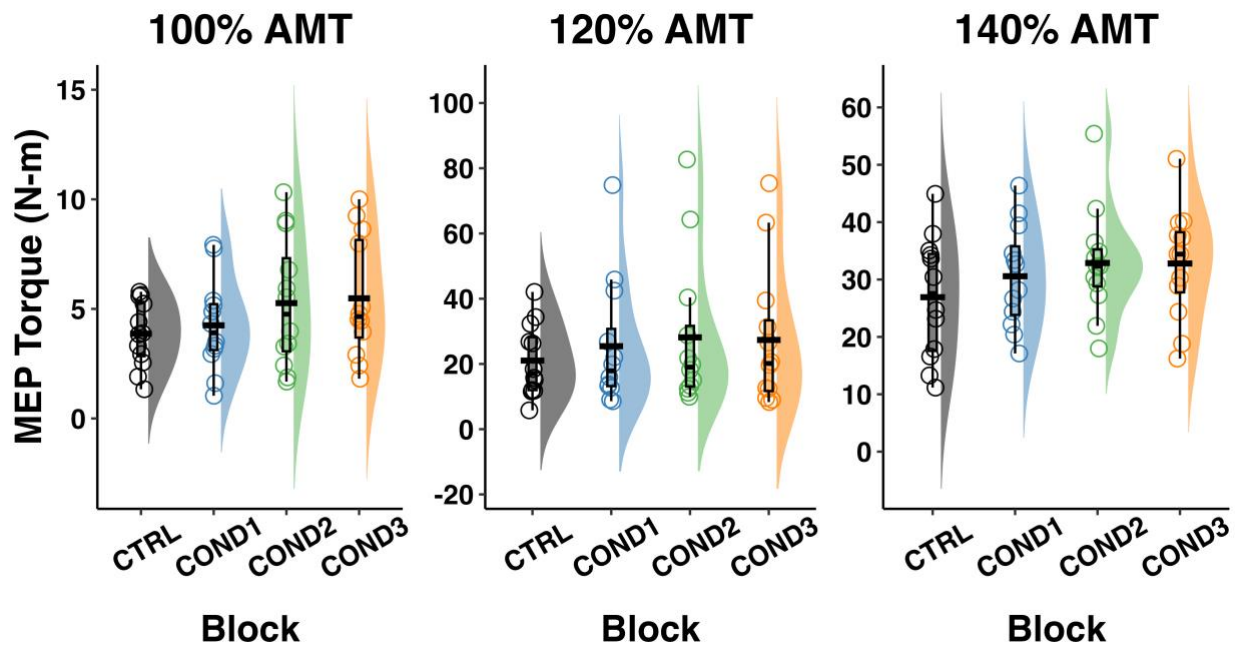 100% AMT
120% AMT
140% AMT
MEP Torque (N-m)
15
10
5
0
100
80
60
40
20
0
-20
60
50
40
30
20
10
0
CTRL
COND1
COND2
COND3
CTRL
COND1
COND2
COND3
CTRL
COND1
COND2
COND3
Block
Block
Block